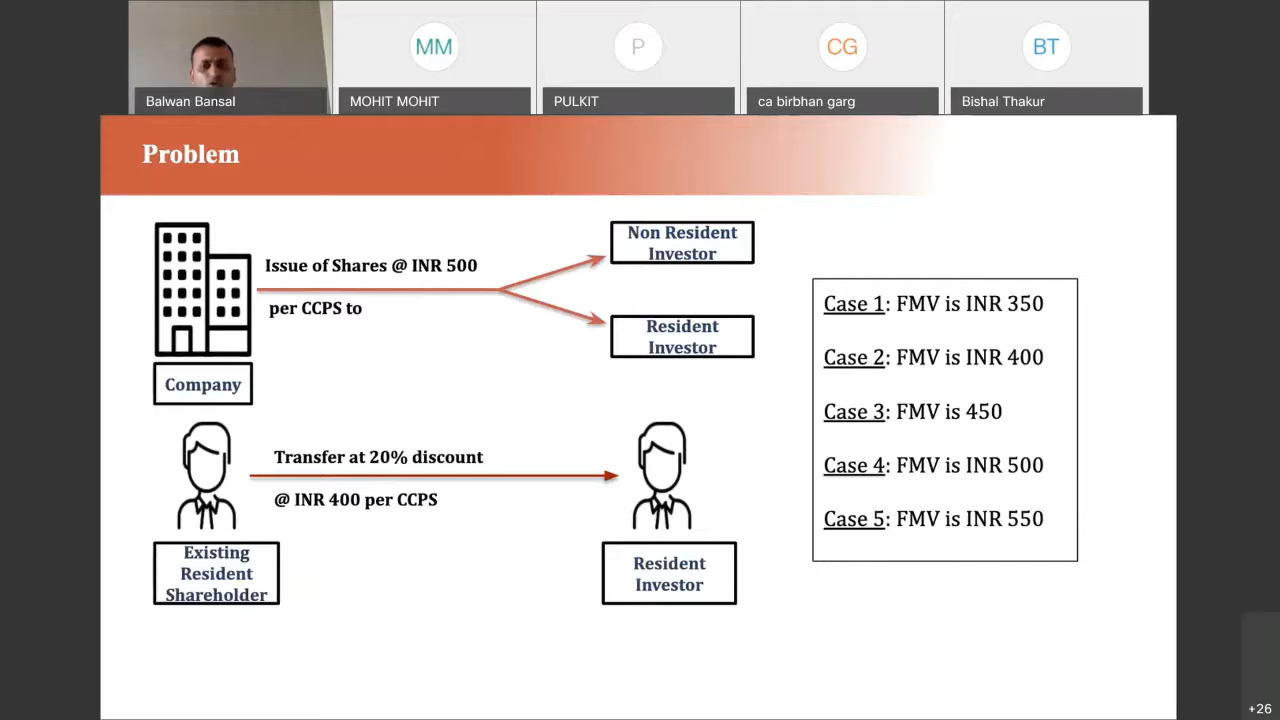 MM
P
CG
BT
Balwan Bansal
MOHIT MOHIT
PULKIT
ca birbhan garg
Bishal Thakur
Problem
Issue of Shares @ INR 500
per CCPS to
Non Resident
Investor
Resident
Investor
Company
Transfer at 20% discount
@ INR 400 per CCPS
Existing
Resident
Shareholder
Resident
Investor
Case 1: FMV is INR 350
Case 2: FMV is INR 400
Case 3: FMV is 450
Case 4: FMV is INR 500
Case 5: FMV is INR 550
+26